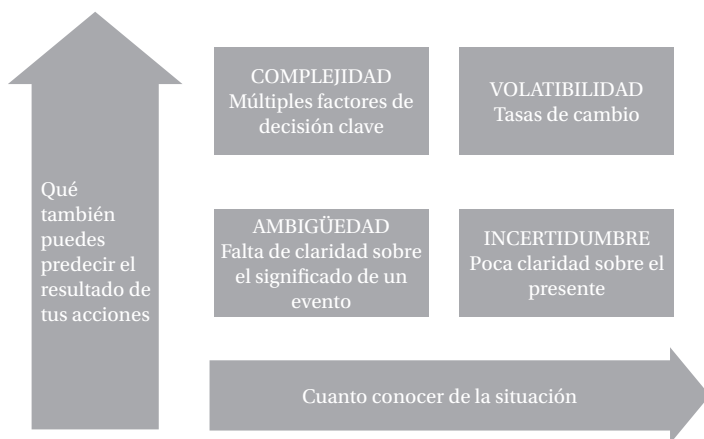 COMPLEJIDAD
Múltiples factores de
decisión clave
VOLATIBILIDAD
Tasas de cambio
Qué
también
puedes
predecir el
resultado de
tus acciones
AMBIGÜEDAD
Falta de claridad sobre
el significado de un
evento
INCERTIDUMBRE
Poca claridad sobre el
presente
Cuanto conocer de la situación